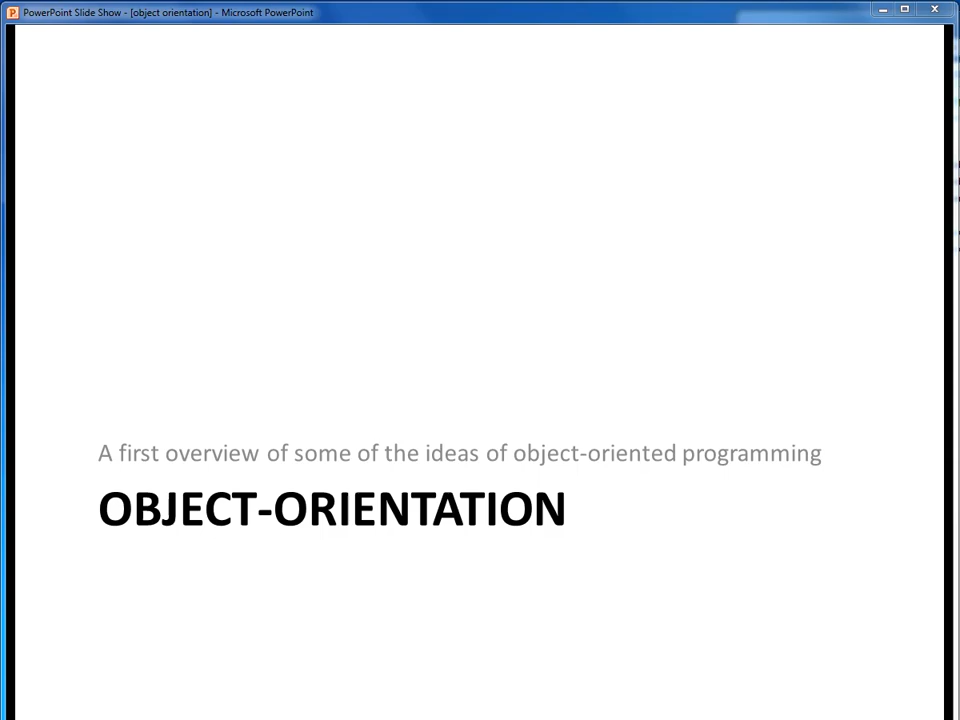 PowerPoint Slide Show - [object orientation] - Microsoft PowerPoint
A first overview of some of the ideas of object-oriented programming
OBJECT-ORIENTATION